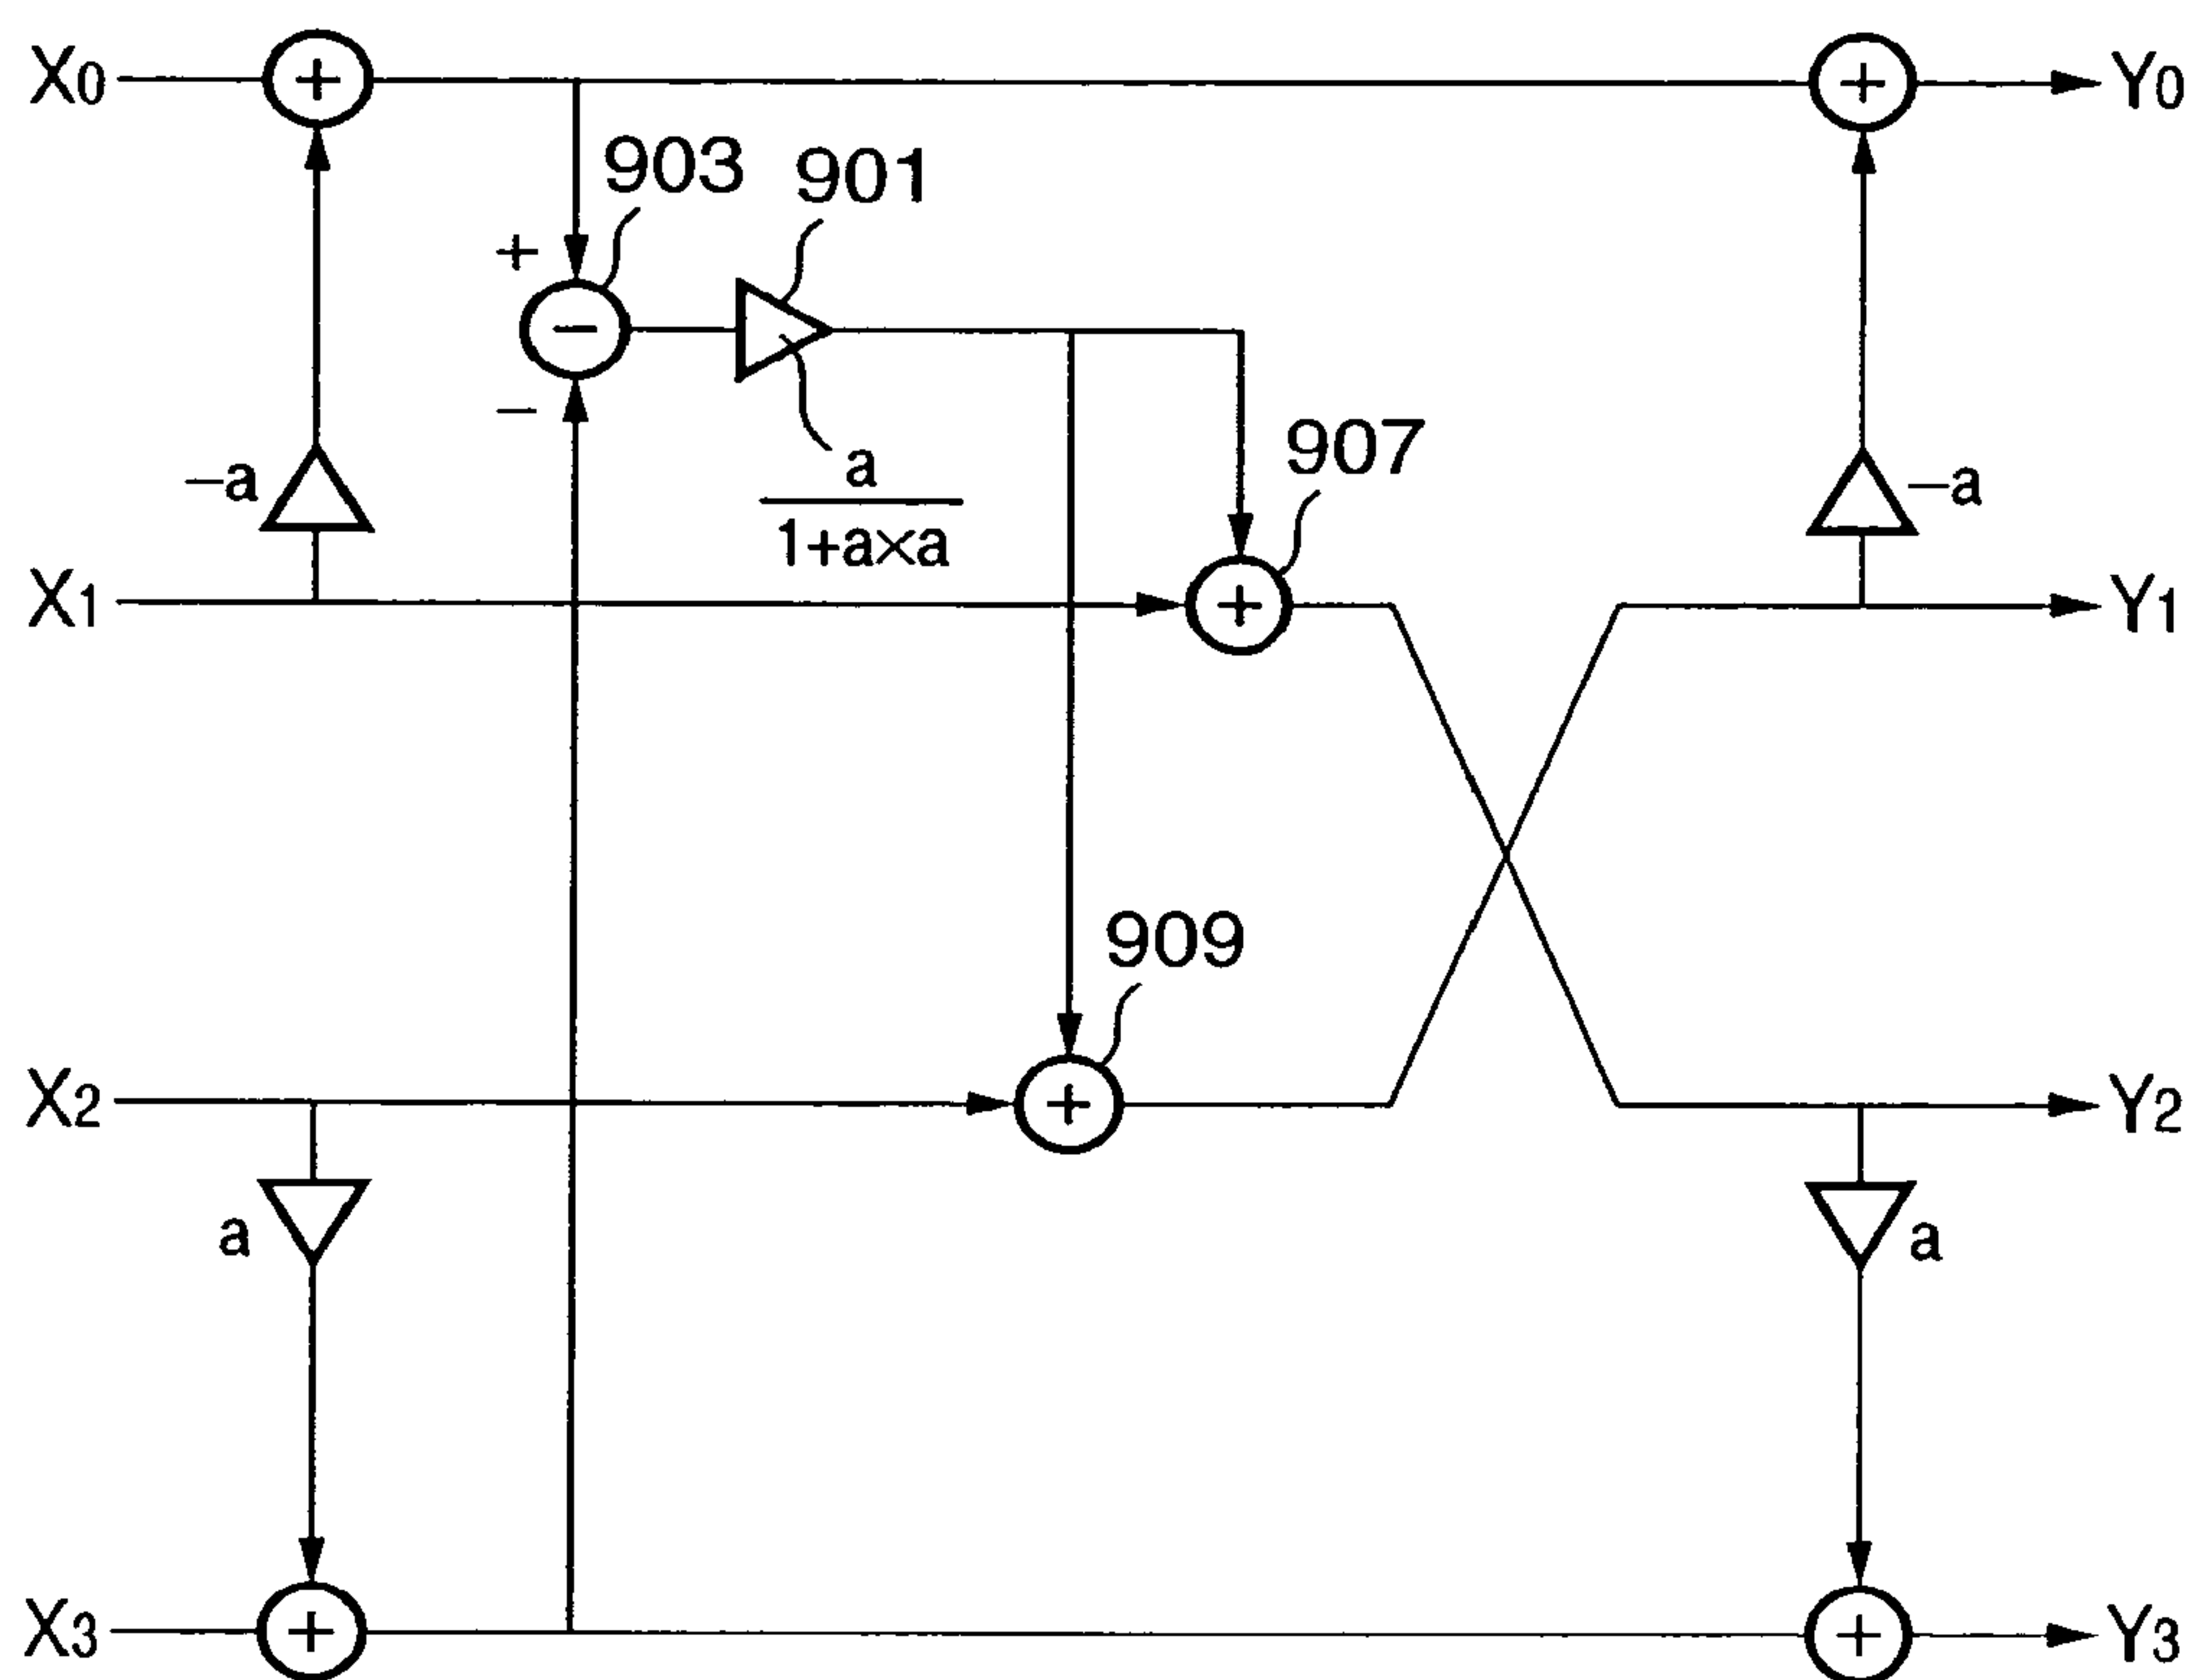 X0
+
+
Y0
903
901
+
−
−
907
−a
a
1+a×a
−a
X1
+
Y1
909
X2
+
Y2
a
a
X3
+
+
Y3